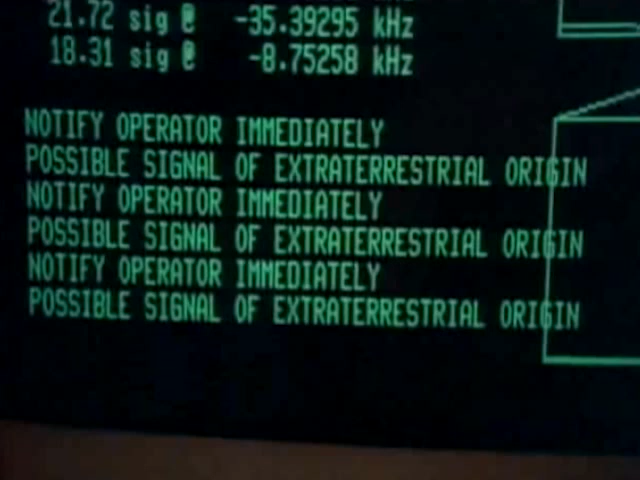 21.72 sig @ -35.39295 kHz
18.31 sig @ -8.75258 kHz
NOTIFY OPERATOR IMMEDIATELY
POSSIBLE SIGNAL OF EXTRATERRESTRIAL ORIGIN
NOTIFY OPERATOR IMMEDIATELY
POSSIBLE SIGNAL OF EXTRATERRESTRIAL ORIGIN
NOTIFY OPERATOR IMMEDIATELY
POSSIBLE SIGNAL OF EXTRATERRESTRIAL ORIGIN